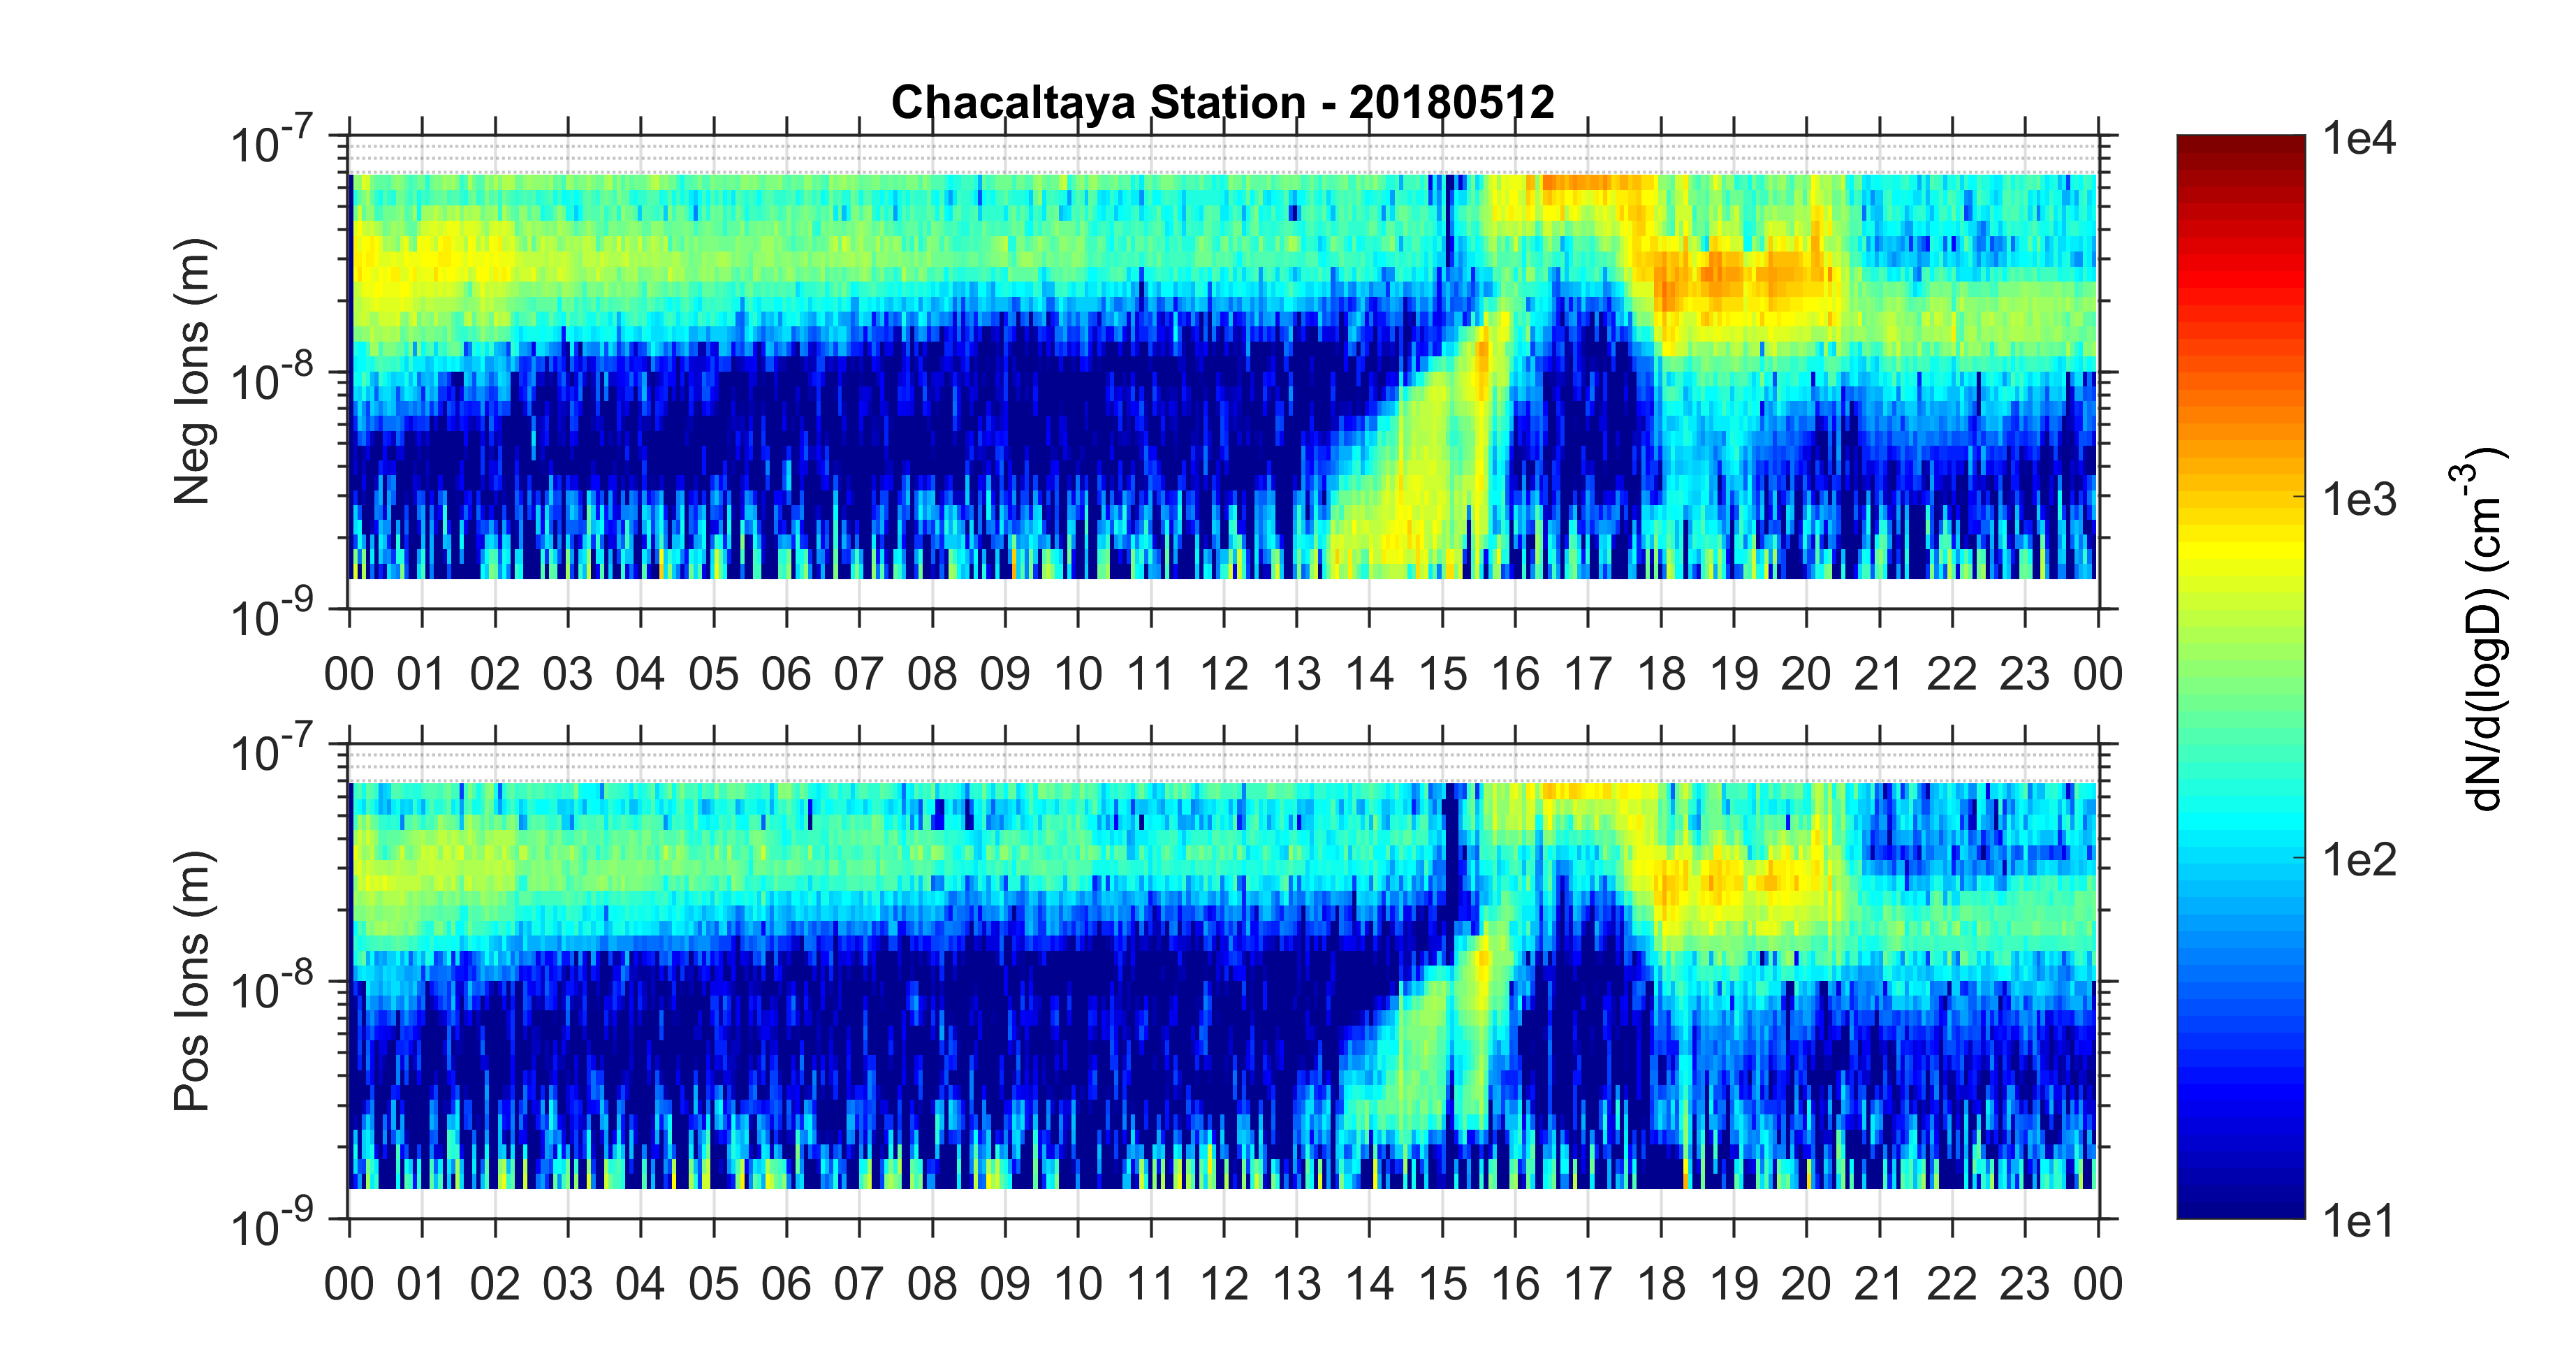 Chacaltaya Station - 20180512
10-7
10-8
10-9
Neg Ions (m)
00 01 02 03 04 05 06 07 08 09 10 11 12 13 14 15 16 17 18 19 20 21 22 23 00
10-7
10-8
10-9
Pos Ions (m)
00 01 02 03 04 05 06 07 08 09 10 11 12 13 14 15 16 17 18 19 20 21 22 23 00
1e4
1e3
1e2
1e1
dN/d(logD) (cm-3)